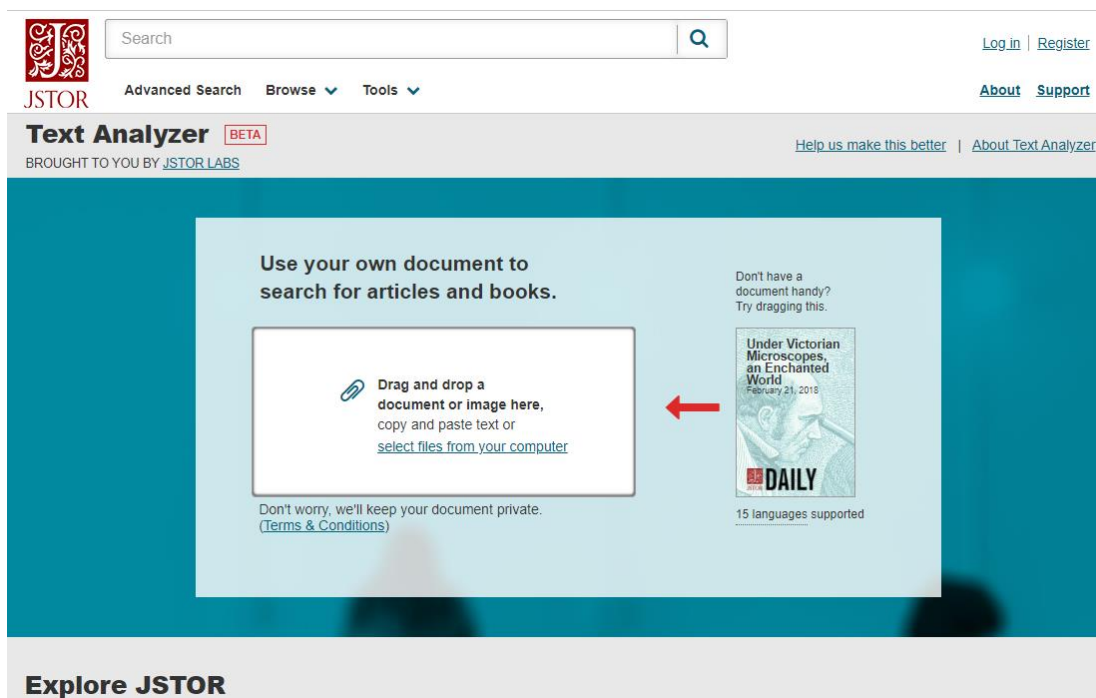 Search
Log in | Register
JSTOR
Advanced Search Browse Tools
About Support
Text Analyzer BETA
BROUGHT TO YOU BY JSTOR LABS
Help us make this better | About Text Analyzer
Use your own document to
search for articles and books.
Drag and drop a
document or image here,
copy and paste text or
select files from your computer
Don't worry, we'll keep your document private.
(Terms & Conditions)
Don't have a
document handy?
Try dragging this.
Under Victorian
Microscopes,
an Enchanted
World
February 21, 2018
DAILY
15 languages supported
Explore JSTOR